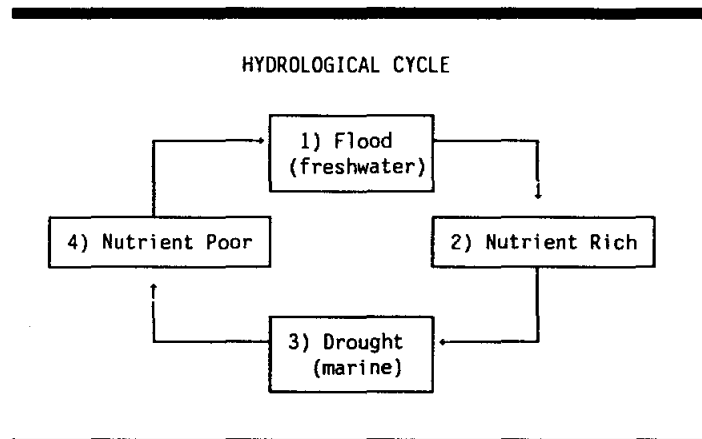 HYDROLOGICAL CYCLE
1) Flood
(freshwater)
4) Nutrient Poor
2) Nutrient Rich
3) Drought
(marine)